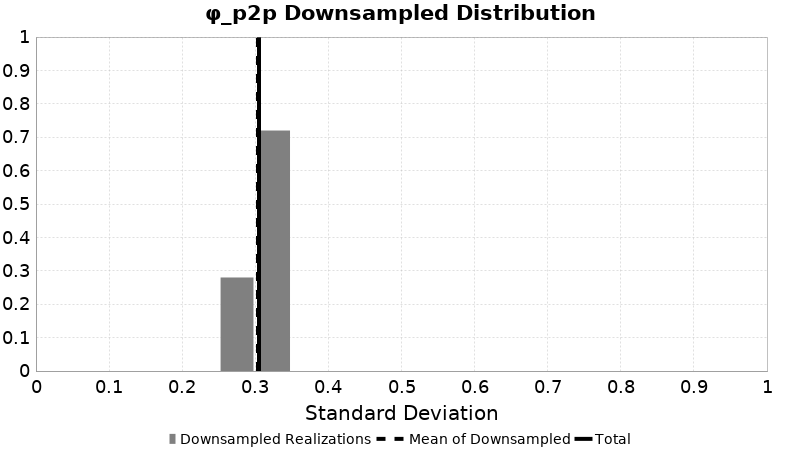 φ_p2p Downsampled Distribution
1
0.9
0.8
0.7
0.6
0.5
0.4
0.3
0.2
0.1
0
0 0.1 0.2 0.3 0.4 0.5 0.6 0.7 0.8 0.9 1
Standard Deviation
Downsampled Realizations Mean of Downsampled Total